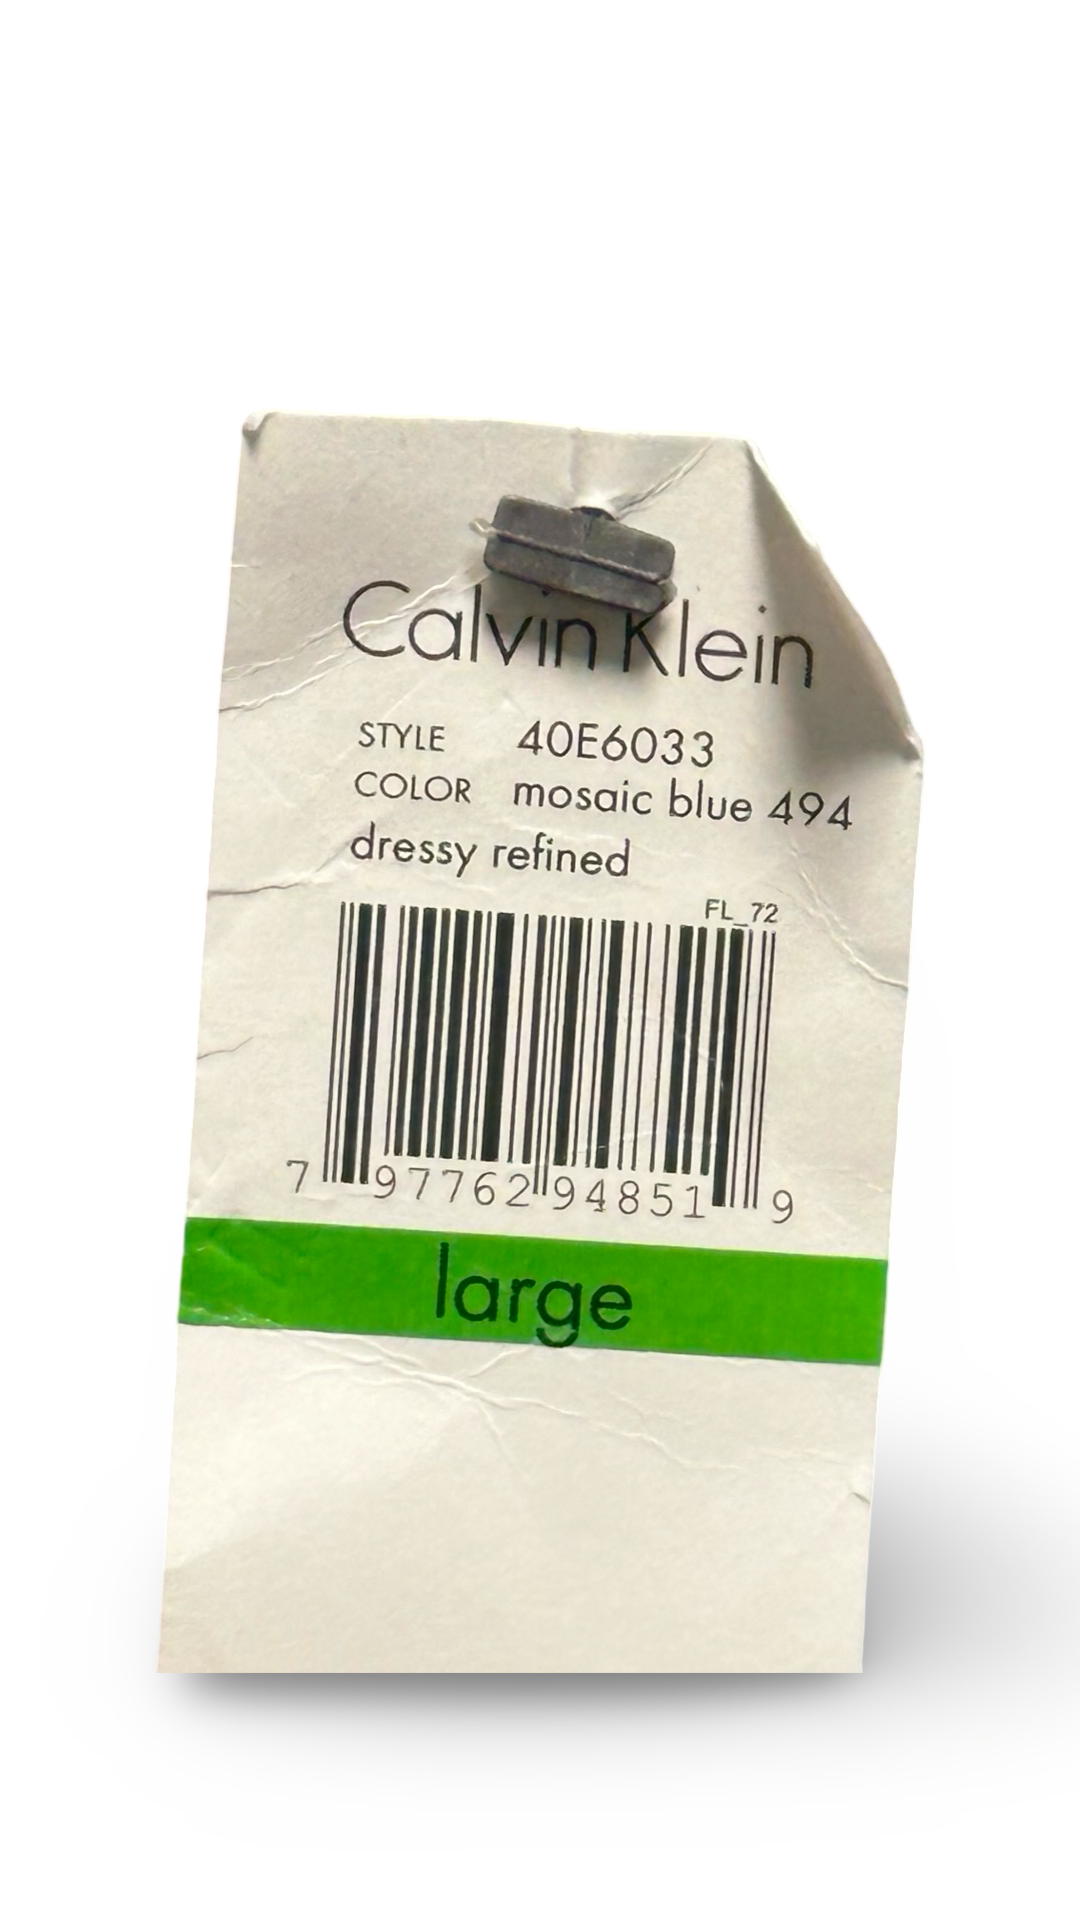 Calvin Klein
STYLE 40E6033
COLOR mosaic blue 494
dressy refined
FL_72
7 97762 94851 9
large